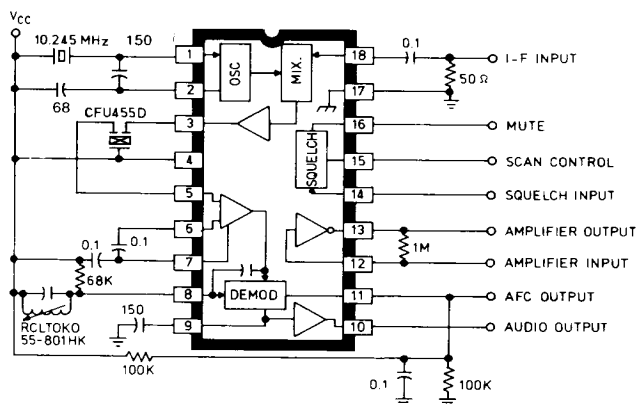 VCC
10.245 MHz
150
68
CFU455D
0.1
0.1
68K
RCLTOKO
55-801HK
150
100K
1
2
3
4
5
6
7
8
9
OSC
MIX.
SQUELCH
DEMOD
18
17
16
15
14
13
12
11
10
0.1
I-F INPUT
50 Ω
MUTE
SCAN CONTROL
SQUELCH INPUT
AMPLIFIER OUTPUT
1M
AMPLIFIER INPUT
AFC OUTPUT
AUDIO OUTPUT
0.1
100K